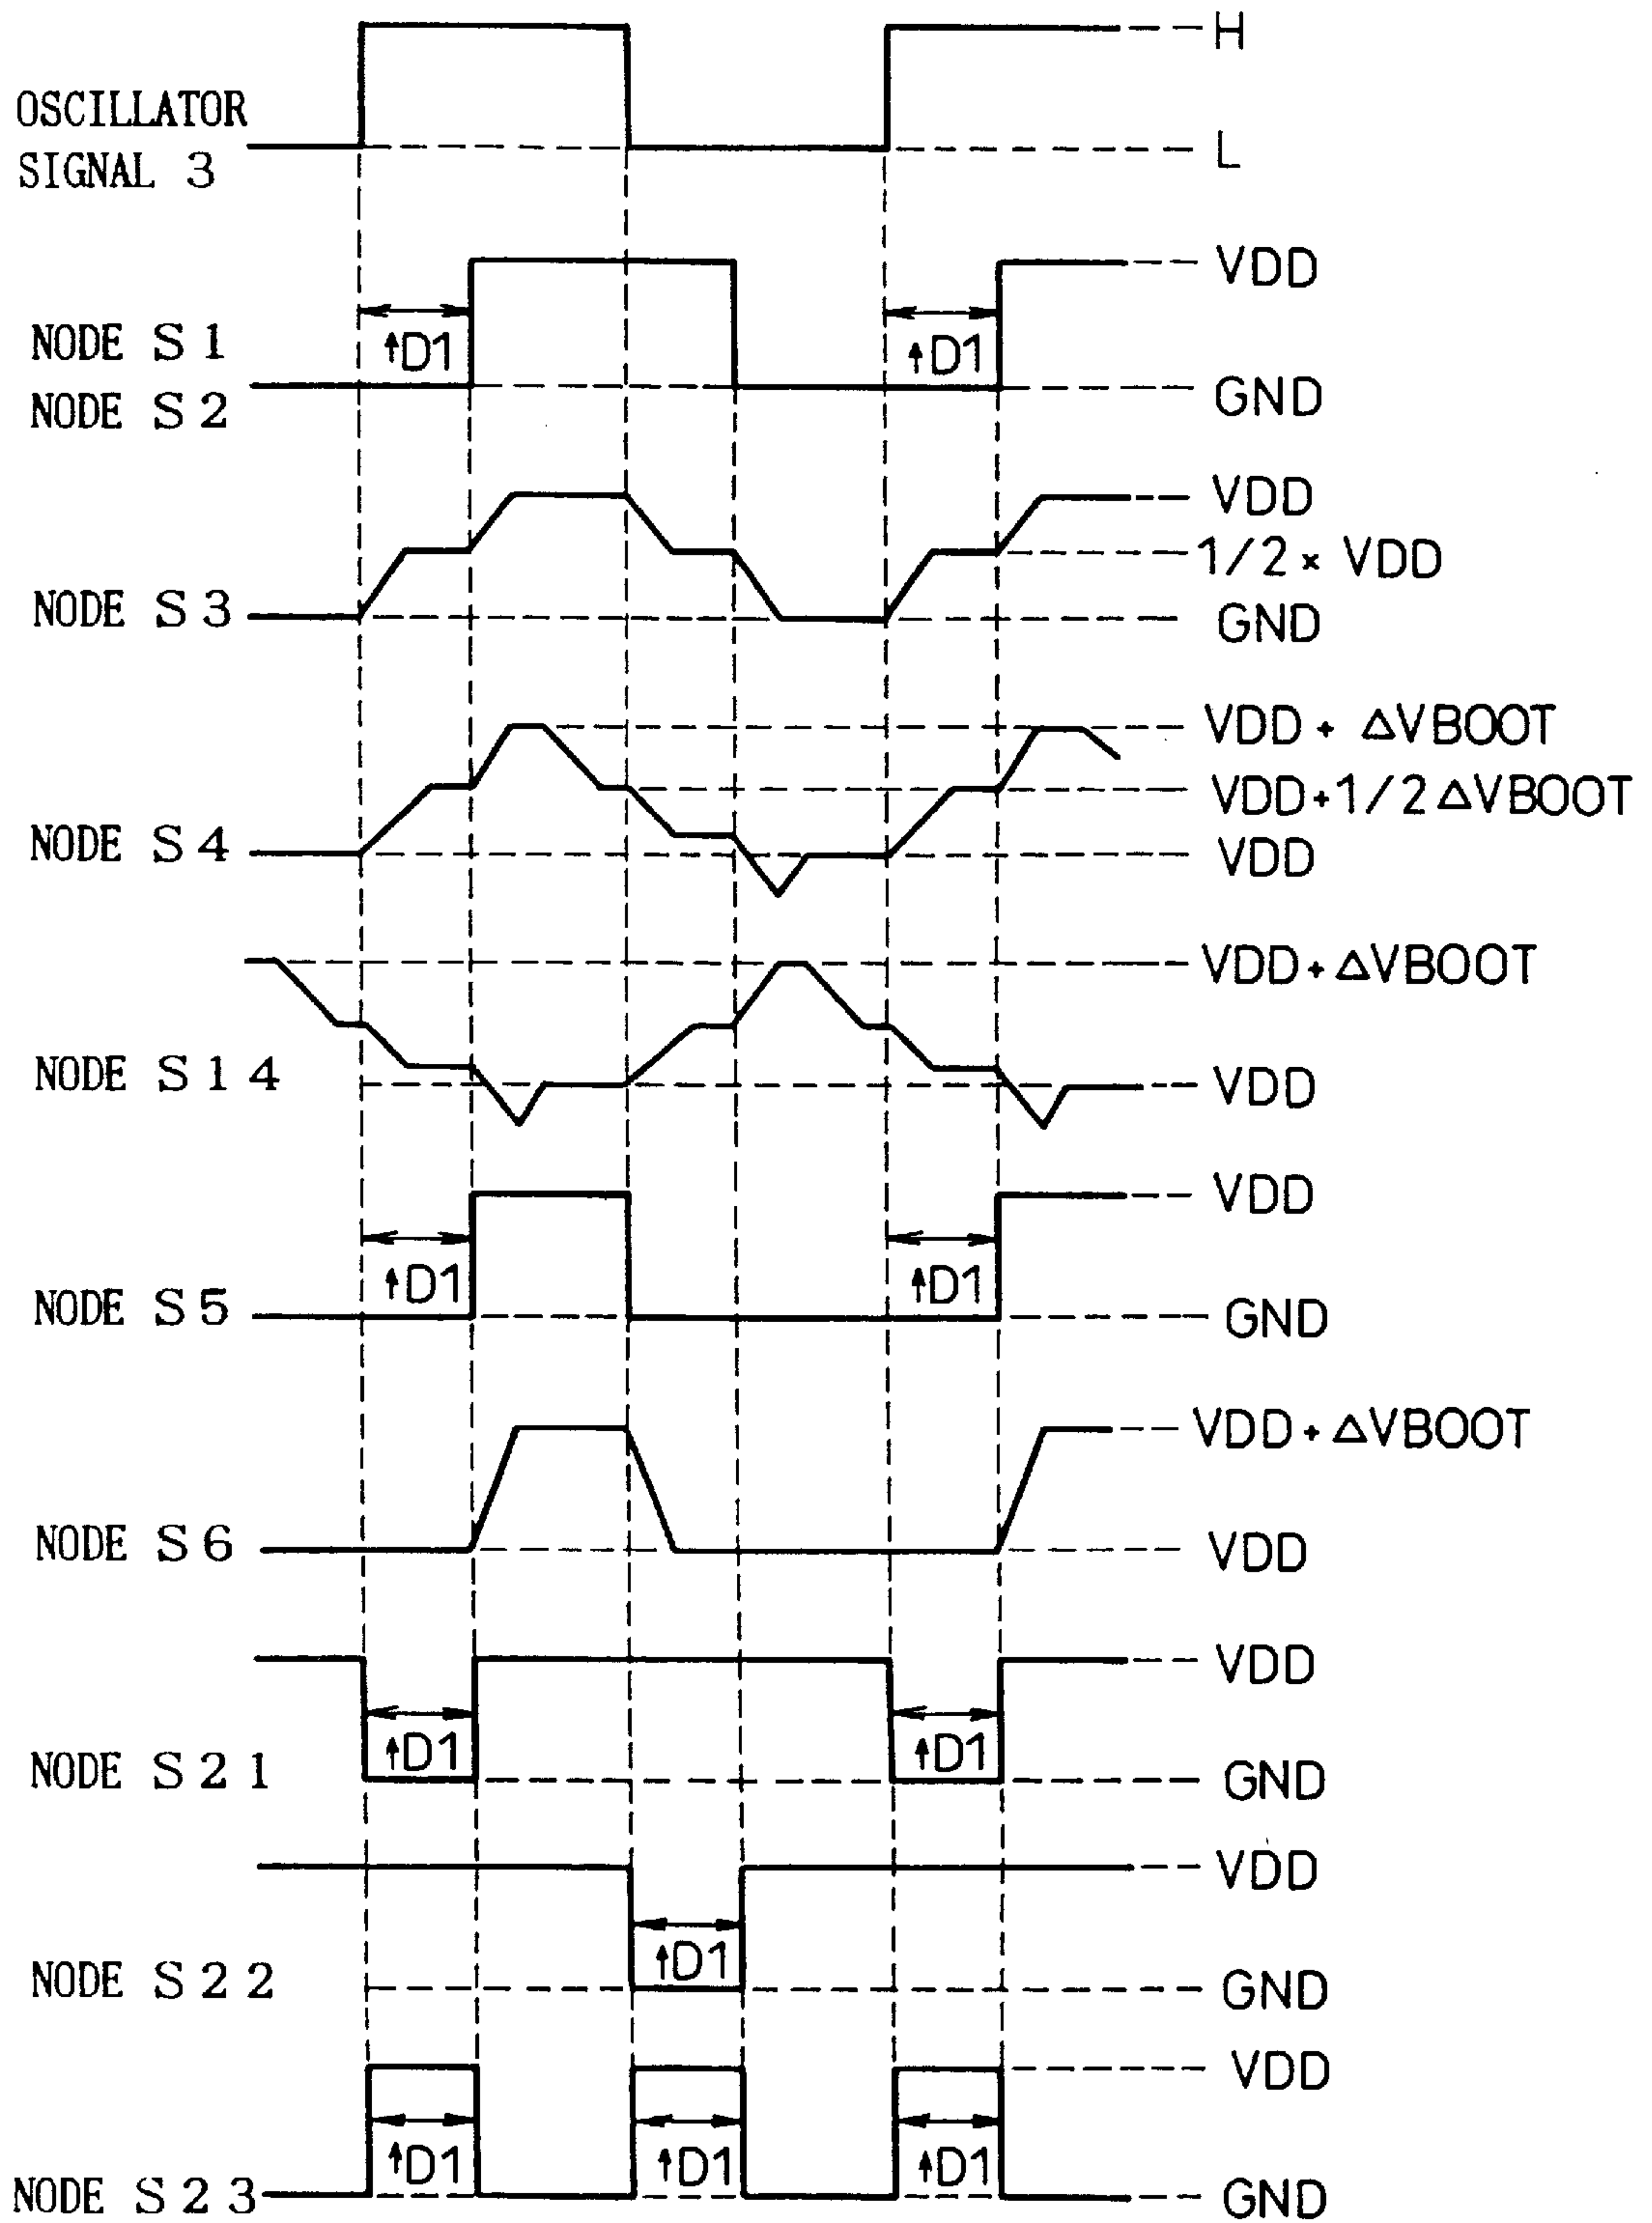 H
OSCILLATOR
SIGNAL 3
L
VDD
↑D1
↑D1
NODE S1
NODE S2
GND
VDD
1/2 × VDD
NODE S3
GND
VDD + ΔVBOOT
VDD+1/2ΔVBOOT
NODE S4
VDD
VDD+ΔVBOOT
NODE S14
VDD
VDD
↑D1
↑D1
NODE S5
GND
VDD+ΔVBOOT
NODE S6
VDD
VDD
↑D1
↑D1
NODE S21
GND
VDD
↑D1
NODE S22
GND
VDD
↑D1
↑D1
↑D1
NODE S23
GND